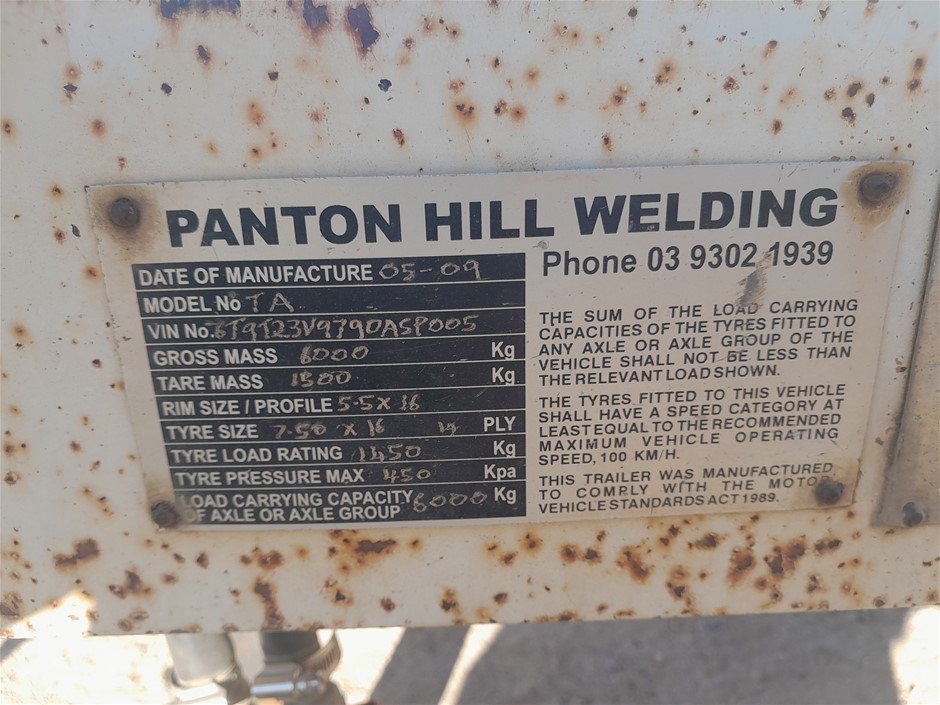 PANTON HILL WELDING
DATE OF MANUFACTURE 05-09
MODEL No TA
VIN No. 6T9T23V9790ASP005
GROSS MASS 6000 Kg
TARE MASS 1300 Kg
RIM SIZE / PROFILE 5-5 X 16
TYRE SIZE 7-50 X 16 14 PLY
TYRE LOAD RATING 1450 Kg
TYRE PRESSURE MAX 450 Kpa
LOAD CARRYING CAPACITY
OF AXLE OR AXLE GROUP 6000 Kg
Phone 03 9302 1939
THE SUM OF THE LOAD CARRYING
CAPACITIES OF THE TYRES FITTED TO
ANY AXLE OR AXLE GROUP OF THE
VEHICLE SHALL NOT BE LESS THAN
THE RELEVANT LOAD SHOWN.
THE TYRES FITTED TO THIS VEHICLE
SHALL HAVE A SPEED CATEGORY AT
LEAST EQUAL TO THE RECOMMENDED
MAXIMUM VEHICLE OPERATING
SPEED, 100 KM/H.
THIS TRAILER WAS MANUFACTURED
TO COMPLY WITH THE MOTOR
VEHICLE STANDARDS ACT 1989.